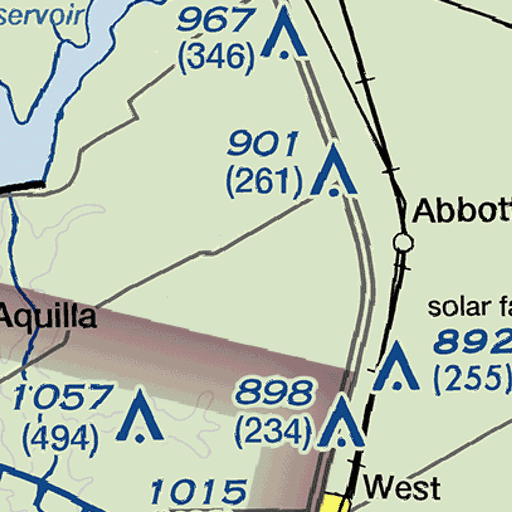 servoir
967
(346)
901
(261)
Abbott
Aquilla
solar fa
892
(255)
1057
(494)
898
(234)
1015
West